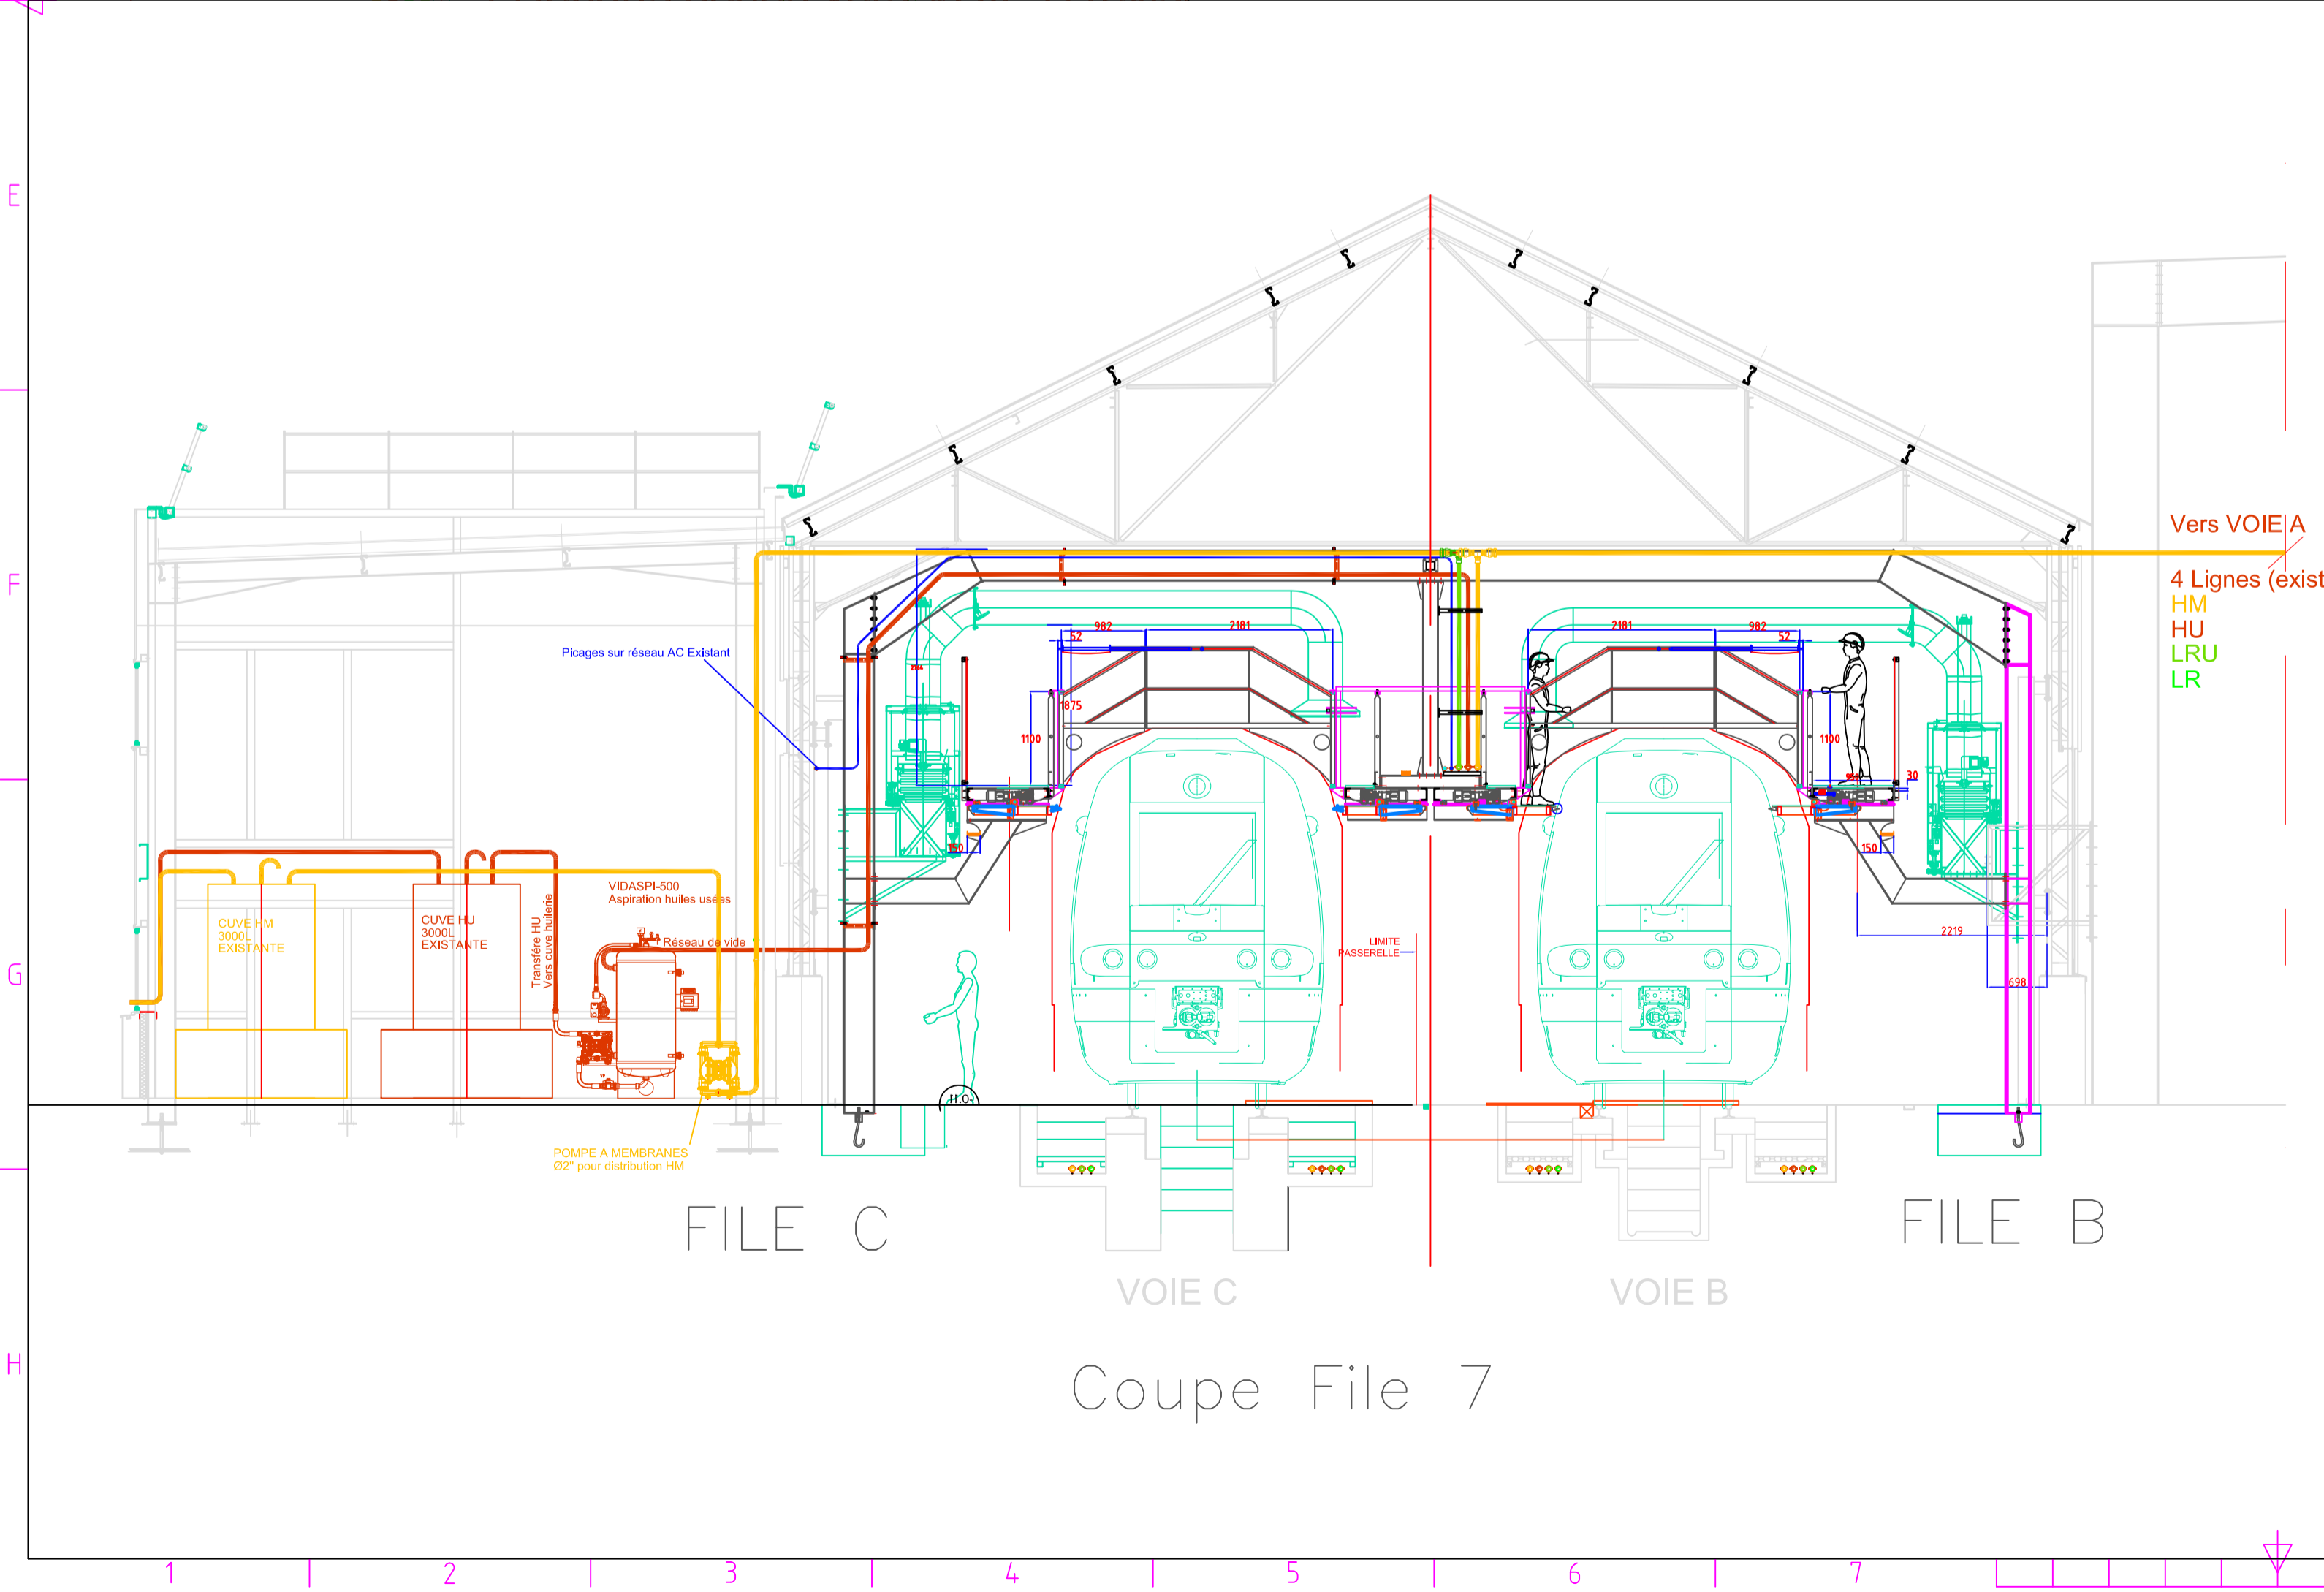 E
Vers VOIE A
F
4 Lignes (exist
HM
HU
LRU
LR
982
2181
2181
982
52
52
Picages sur réseau AC Existant
1875
1100
1100
30
150
150
VIDASPI-500
Aspiration huiles usées
CUVE HM
3000L
EXISTANTE
CUVE HU
3000L
EXISTANTE
Transfére HU
Vers cuve huilerie
Réseau de vide
LIMITE
PASSERELLE
2219
698
G
POMPE A MEMBRANES
Ø2" pour distribution HM
FILE C
FILE B
VOIE C
VOIE B
H
Coupe File 7
1
2
3
4
5
6
7